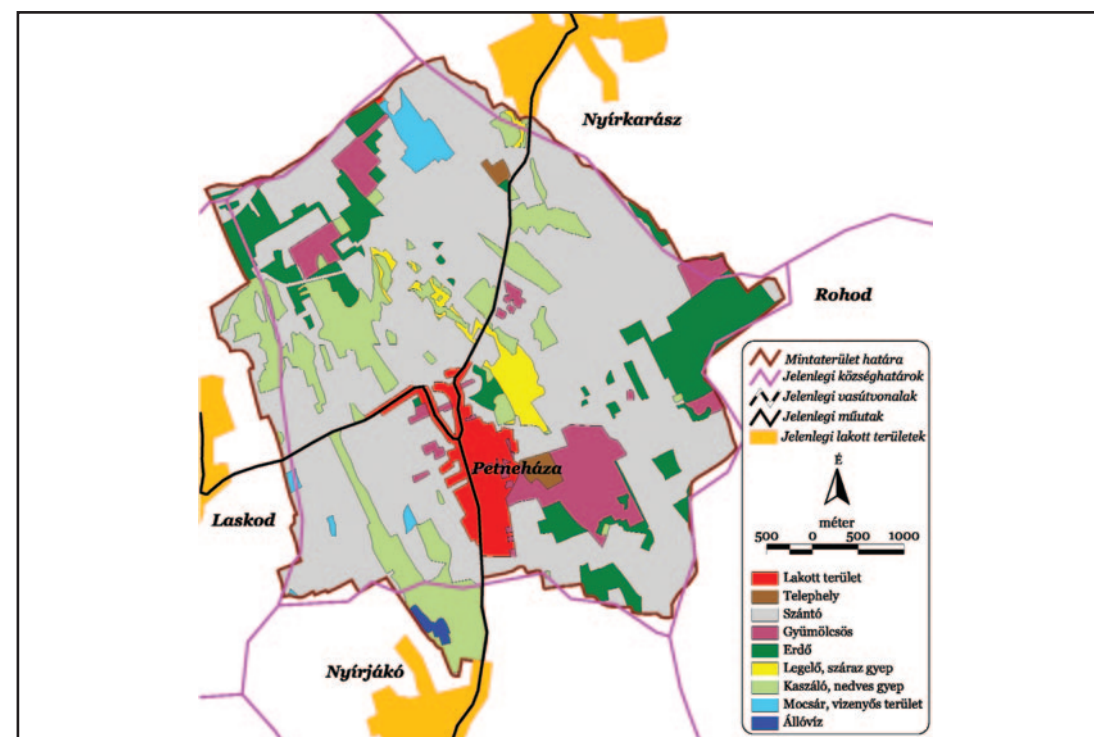 Nyírkarász
Rohod
Petneháza
Laskod
Nyírjákó
Mintaterület határa
Jelenlegi községhatárok
Jelenlegi vasútvonalak
Jelenlegi műutak
Jelenlegi lakott területek
É
méter
500 0 500 1000
Lakott terület
Telephely
Szántó
Gyümölcsös
Erdő
Legelő, száraz gyep
Kaszáló, nedves gyep
Mocsár, vizenyős terület
Állóvíz